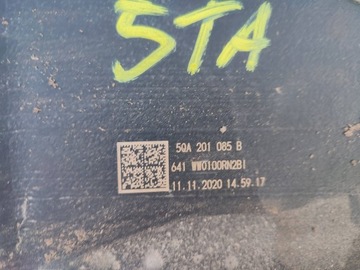 5TA
5QA 201 085 B
641 WW0100RN2BI
11.11.2020 14.59.17